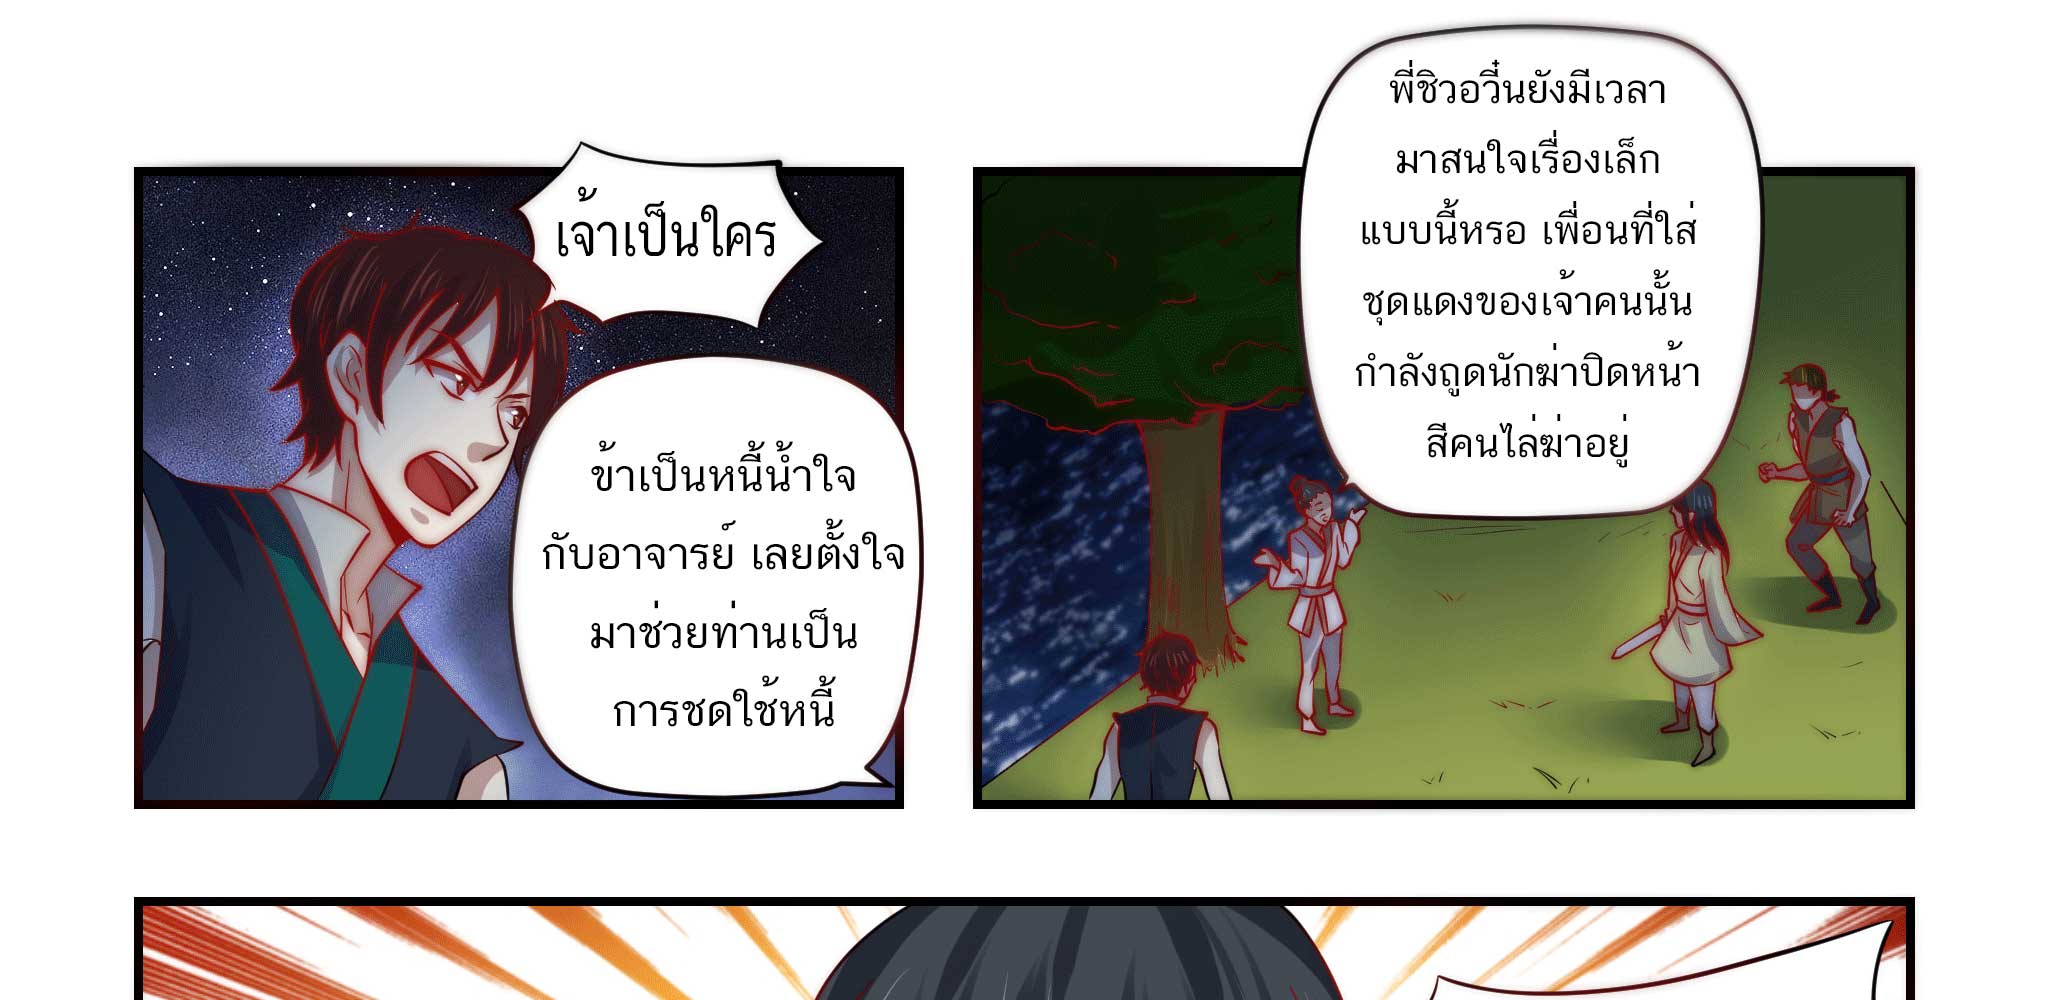 เจ้าเป็นใคร
ข้าเป็นหนี้น้ำใจ
กับอาจารย์ เลยตั้งใจ
มาช่วยท่านเป็น
การชดใช้หนี้
พี่ชิวอวี๋นยังมีเวลา
มาสนใจเรื่องเล็ก
แบบนี้หรอ เพื่อนที่ใส่
ชุดแดงของเจ้าคนนั้น
กำลังถูดนักฆ่าปิดหน้า
สีคนไล่ฆ่าอยู่